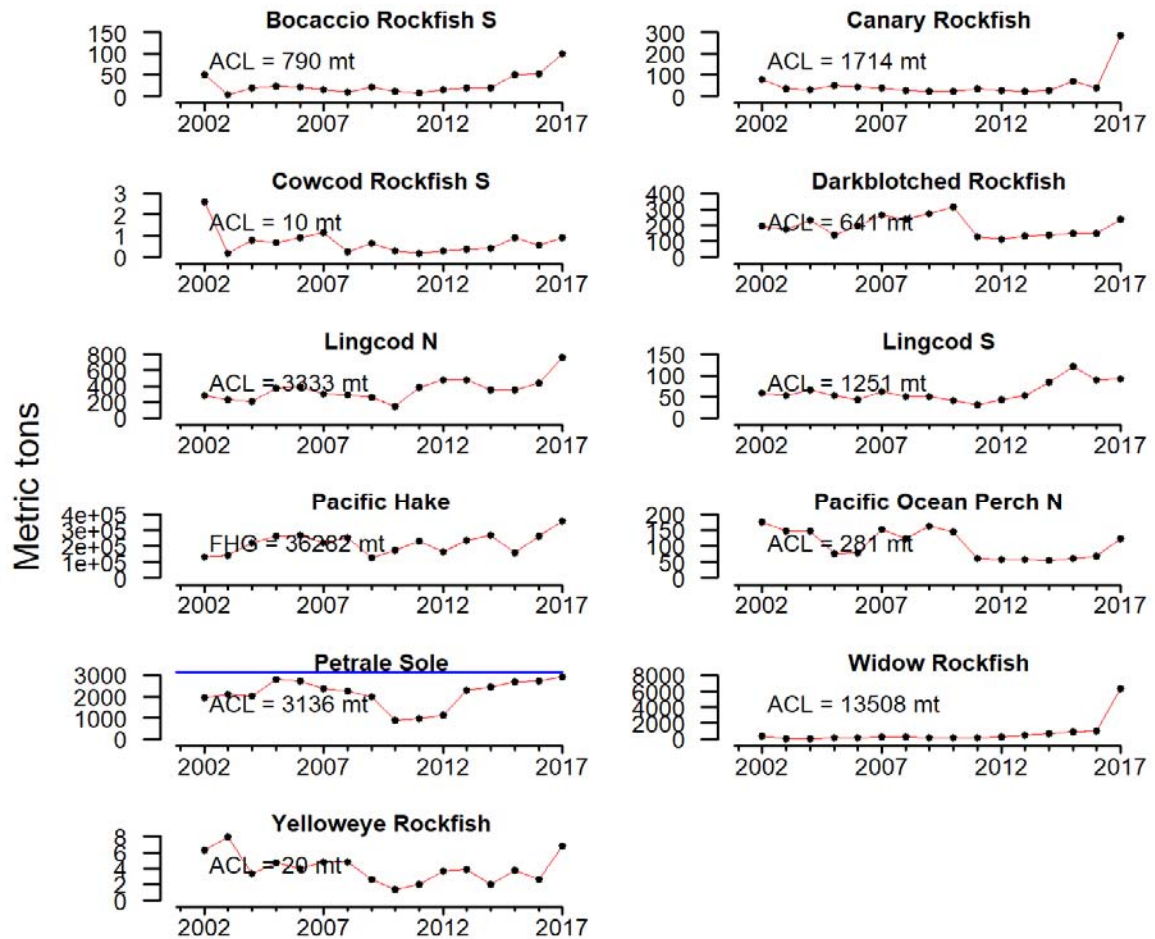 Metric tons
Bocaccio Rockfish S
150
100
50
0
ACL = 790 mt
2002 2007 2012 2017
Canary Rockfish
300
200
100
0
ACL = 1714 mt
2002 2007 2012 2017
Cowcod Rockfish S
3
2
1
0
ACL = 10 mt
2002 2007 2012 2017
Darkblotched Rockfish
400
300
200
100
0
ACL = 641 mt
2002 2007 2012 2017
Lingcod N
800
600
400
200
0
ACL = 3333 mt
2002 2007 2012 2017
Lingcod S
150
100
50
0
ACL = 1251 mt
2002 2007 2012 2017
Pacific Hake
4e+05
3e+05
2e+05
1e+05
0
FHG = 36282 mt
2002 2007 2012 2017
Pacific Ocean Perch N
200
150
100
50
0
ACL = 281 mt
2002 2007 2012 2017
Petrale Sole
3000
2000
1000
0
ACL = 3136 mt
2002 2007 2012 2017
Widow Rockfish
8000
6000
4000
2000
0
ACL = 13508 mt
2002 2007 2012 2017
Yelloweye Rockfish
8
6
4
2
0
ACL = 20 mt
2002 2007 2012 2017